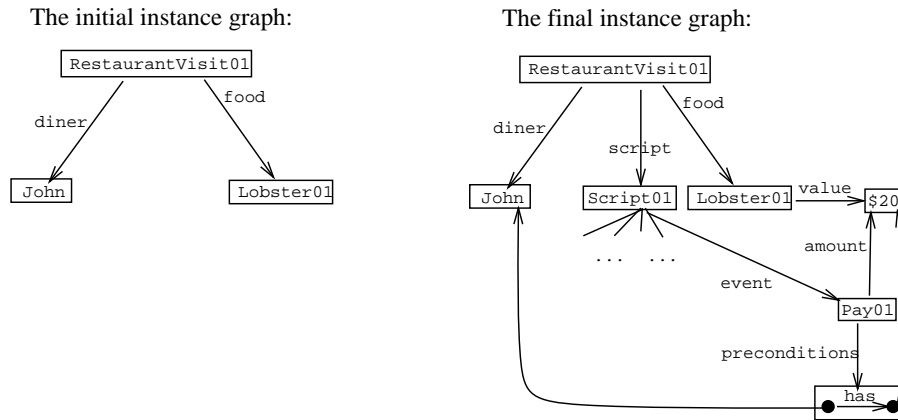 The initial instance graph:
RestaurantVisit01
diner
food
John
Lobster01
The final instance graph:
RestaurantVisit01
diner
script
food
John
Script01
Lobster01
value
$20
... ...
amount
event
Pay01
preconditions
has